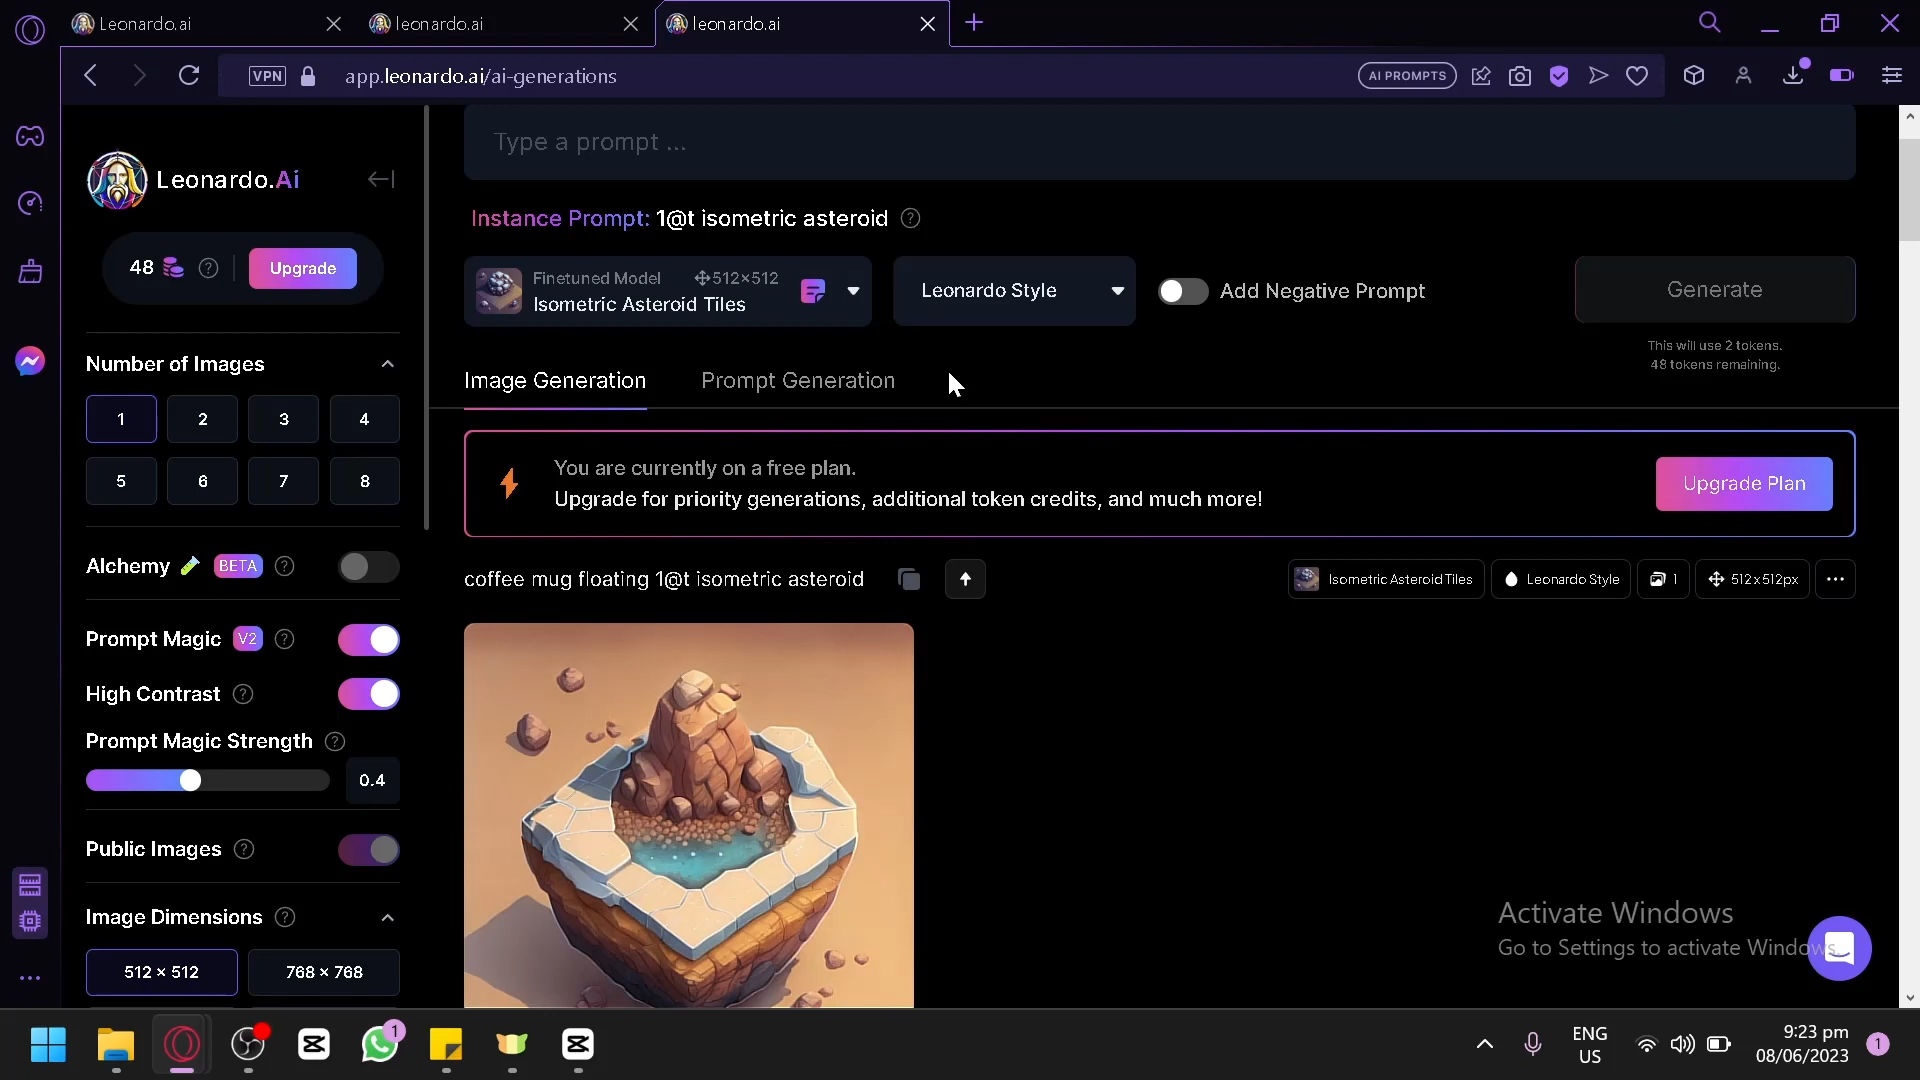 Leonardo.ai
leonardo.ai
leonardo.ai
VPN
app.leonardo.ai/ai-generations
AI PROMPTS
Leonardo.Ai
48
Upgrade
Number of Images
1
2
3
4
5
6
7
8
Alchemy
BETA
Prompt Magic
V2
High Contrast
Prompt Magic Strength
0.4
Public Images
Image Dimensions
512 × 512
768 × 768
Type a prompt ...
Instance Prompt: 1@t isometric asteroid
Finetuned Model
512×512
Isometric Asteroid Tiles
Leonardo Style
Add Negative Prompt
Generate
This will use 2 tokens.
48 tokens remaining.
Image Generation
Prompt Generation
You are currently on a free plan.
Upgrade for priority generations, additional token credits, and much more!
Upgrade Plan
coffee mug floating 1@t isometric asteroid
Isometric Asteroid Tiles
Leonardo Style
1
512x512px
Activate Windows
Go to Settings to activate Windows.
1
ENG
US
9:23 pm
08/06/2023
1